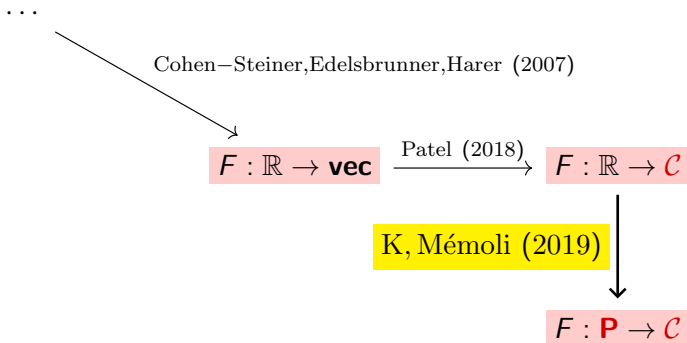 ...
Cohen−Steiner,Edelsbrunner,Harer (2007)
F : ℝ → vec
Patel (2018)
F : ℝ → 𝒞
K, Mémoli (2019)
F : P → 𝒞